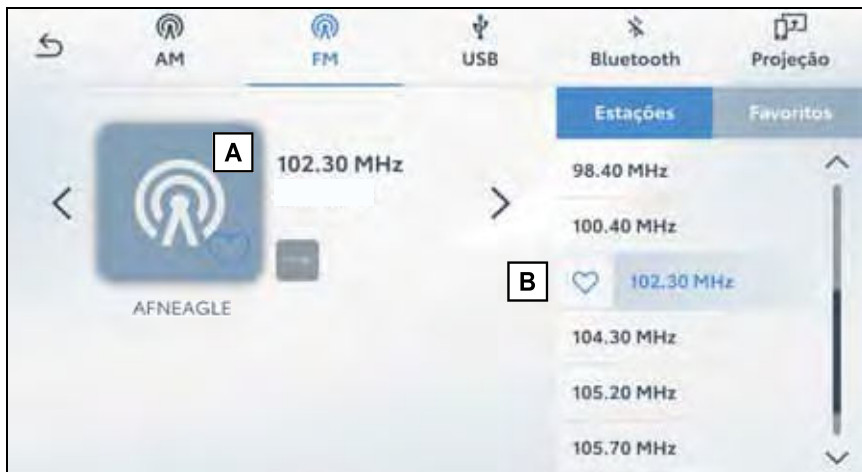 AM FM USB Bluetooth Projeção
Estações Favoritos
A
102.30 MHz
AFNEAGLE
98.40 MHz
100.40 MHz
B 102.30 MHz
104.30 MHz
105.20 MHz
105.70 MHz